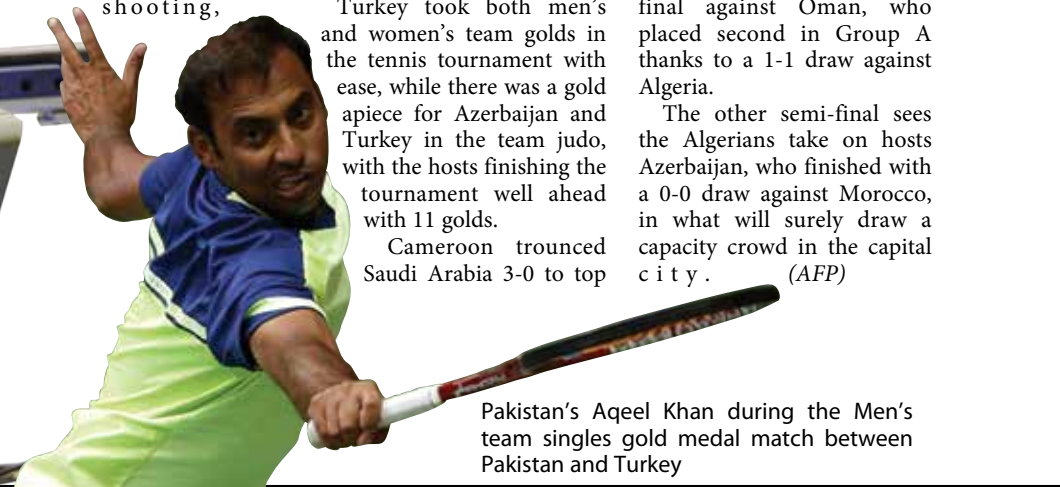 shooting,
Turkey took both men's
and women's team golds in
the tennis tournament with
ease, while there was a gold
apiece for Azerbaijan and
Turkey in the team judo,
with the hosts finishing the
tournament well ahead
with 11 golds.
Cameroon trounced
Saudi Arabia 3-0 to top
final against Oman, who
placed second in Group A
thanks to a 1-1 draw against
Algeria.
The other semi-final sees
the Algerians take on hosts
Azerbaijan, who finished with
a 0-0 draw against Morocco,
in what will surely draw a
capacity crowd in the capital
city. (AFP)
Pakistan's Aqeel Khan during the Men's
team singles gold medal match between
Pakistan and Turkey